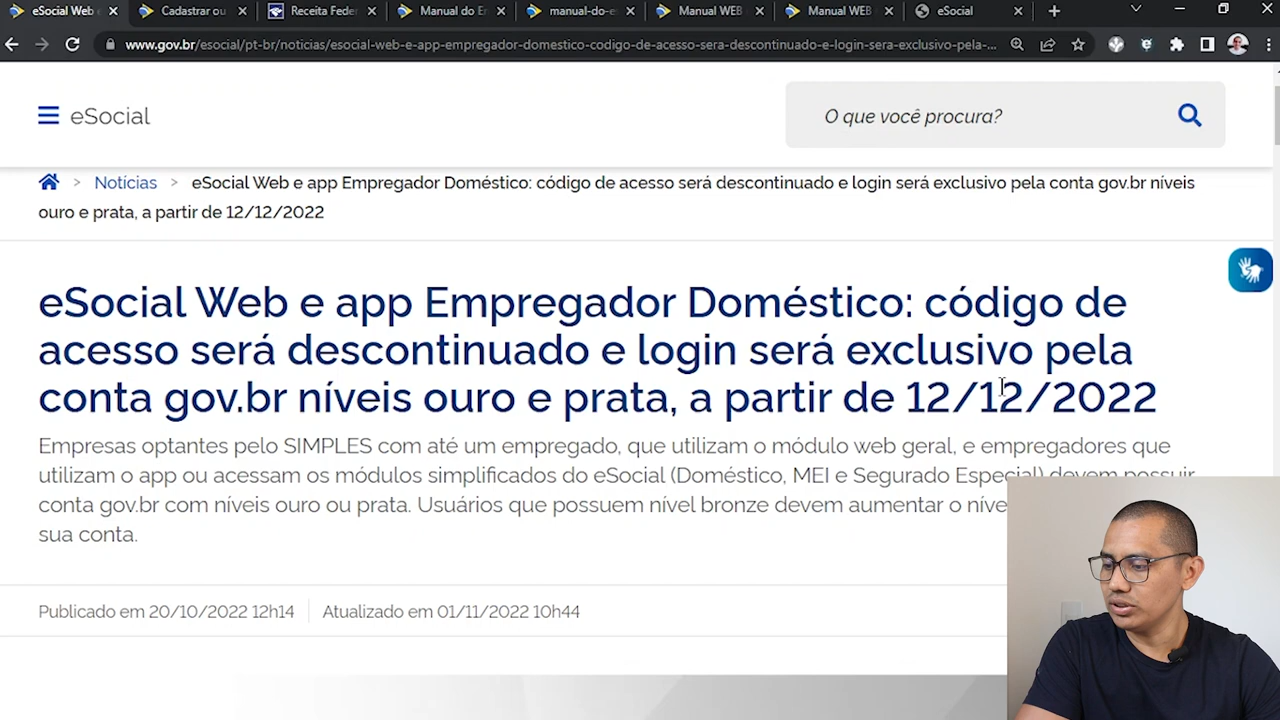 eSocial Web e
Cadastrar ou
Receita Feder
Manual do E
manual-do-es
Manual WEB
Manual WEB
eSocial
www.gov.br/esocial/pt-br/noticias/esocial-web-e-app-empregador-domestico-codigo-de-acesso-sera-descontinuado-e-login-sera-exclusivo-pela-...
eSocial
O que você procura?
> Notícias > eSocial Web e app Empregador Doméstico: código de acesso será descontinuado e login será exclusivo pela conta gov.br níveis
ouro e prata, a partir de 12/12/2022
eSocial Web e app Empregador Doméstico: código de
acesso será descontinuado e login será exclusivo pela
conta gov.br níveis ouro e prata, a partir de 12/12/2022
Empresas optantes pelo SIMPLES com até um empregado, que utilizam o módulo web geral, e empregadores que
utilizam o app ou acessam os módulos simplificados do eSocial (Doméstico, MEI e Segurado Especial) devem possuir
conta gov.br com níveis ouro ou prata. Usuários que possuem nível bronze devem aumentar o níve
sua conta.
Publicado em 20/10/2022 12h14 Atualizado em 01/11/2022 10h44